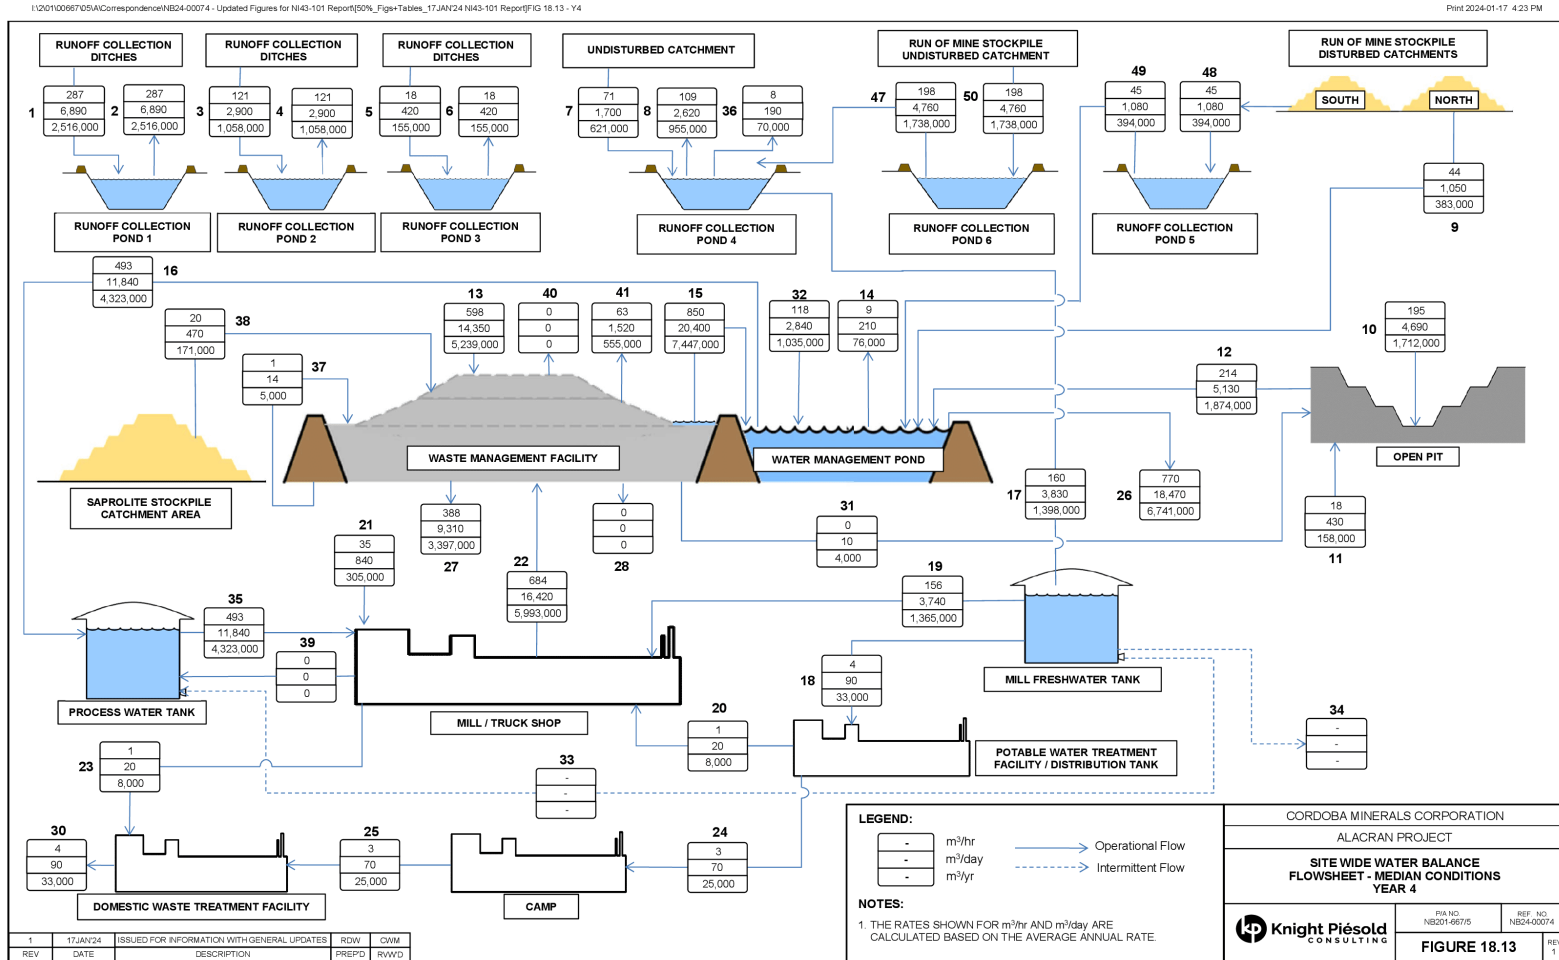 I:\2\01\00667\05\A\Correspondence\NB24-00074 - Updated Figures for NI43-101 Report\[50%_Figs+Tables_17JAN'24 NI43-101 Report]FIG 18.13 - Y4
Print 2024-01-17 4:23 PM
RUNOFF COLLECTION
DITCHES
RUNOFF COLLECTION
DITCHES
RUNOFF COLLECTION
DITCHES
UNDISTURBED CATCHMENT
RUN OF MINE STOCKPILE
UNDISTURBED CATCHMENT
RUN OF MINE STOCKPILE
DISTURBED CATCHMENTS
SOUTH
NORTH
1
287
6,890
2,516,000
2
287
6,890
2,516,000
3
121
2,900
1,058,000
4
121
2,900
1,058,000
5
18
420
155,000
6
18
420
155,000
7
71
1,700
621,000
8
109
2,620
955,000
36
8
190
70,000
47
198
4,760
1,738,000
50
198
4,760
1,738,000
49
45
1,080
394,000
48
45
1,080
394,000
44
1,050
383,000
9
RUNOFF COLLECTION
POND 1
RUNOFF COLLECTION
POND 2
RUNOFF COLLECTION
POND 3
RUNOFF COLLECTION
POND 4
RUNOFF COLLECTION
POND 6
RUNOFF COLLECTION
POND 5
493
11,840
4,323,000
16
20
470
171,000
38
1
14
5,000
37
13
598
14,350
5,239,000
40
0
0
0
41
63
1,520
555,000
15
850
20,400
7,447,000
32
118
2,840
1,035,000
14
9
210
76,000
10
195
4,690
1,712,000
12
214
5,130
1,874,000
WASTE MANAGEMENT FACILITY
WATER MANAGEMENT POND
OPEN PIT
SAPROLITE STOCKPILE
CATCHMENT AREA
388
9,310
3,397,000
27
0
0
0
28
17
160
3,830
1,398,000
26
770
18,470
6,741,000
31
0
10
4,000
18
430
158,000
11
21
35
840
305,000
22
684
16,420
5,993,000
19
156
3,740
1,365,000
35
493
11,840
4,323,000
39
0
0
0
18
4
90
33,000
MILL FRESHWATER TANK
PROCESS WATER TANK
MILL / TRUCK SHOP
20
1
20
8,000
34
-
-
-
POTABLE WATER TREATMENT
FACILITY / DISTRIBUTION TANK
23
1
20
8,000
33
-
-
-
30
4
90
33,000
25
3
70
25,000
24
3
70
25,000
DOMESTIC WASTE TREATMENT FACILITY
CAMP
LEGEND:
- m³/hr
- m³/day
- m³/yr
Operational Flow
Intermittent Flow
NOTES:
1. THE RATES SHOWN FOR m³/hr AND m³/day ARE
CALCULATED BASED ON THE AVERAGE ANNUAL RATE.
CORDOBA MINERALS CORPORATION
ALACRAN PROJECT
SITE WIDE WATER BALANCE
FLOWSHEET - MEDIAN CONDITIONS
YEAR 4
kp Knight Piésold
CONSULTING
P/A NO.
NB201-667/5
REF. NO.
NB24-00074
FIGURE 18.13
REV
1
1 17JAN'24 ISSUED FOR INFORMATION WITH GENERAL UPDATES RDW CWM
REV DATE DESCRIPTION PREP'D RVW'D